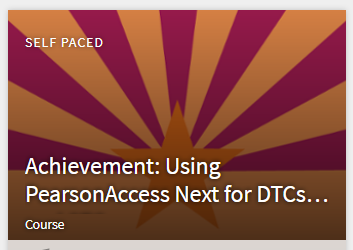 SELF PACED
Achievement: Using
PearsonAccess Next for DTCs...
Course